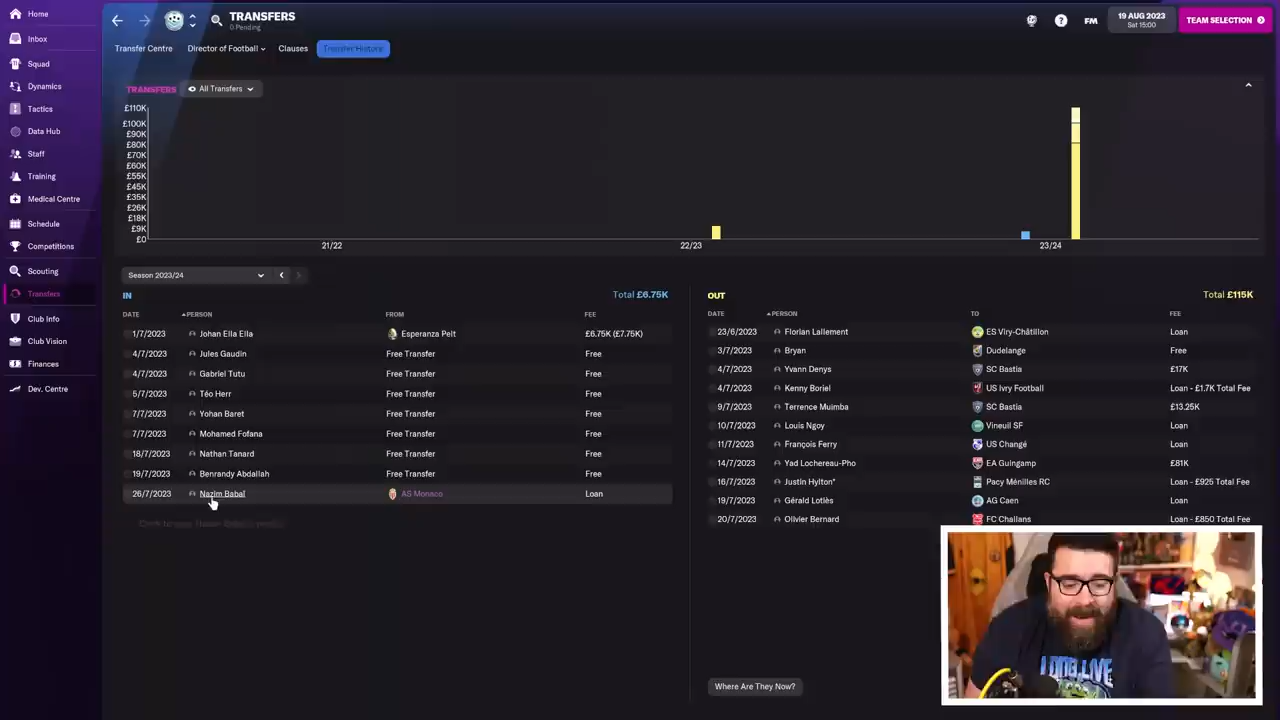 TRANSFERS
0 Pending
19 AUG 2023
Sat 15:00
FM
TEAM SELECTION
Home
Inbox
Squad
Dynamics
Tactics
Data Hub
Staff
Training
Medical Centre
Schedule
Competitions
Scouting
Transfers
Club Info
Club Vision
Finances
Dev. Centre
Transfer Centre Director of Football Clauses Transfer History
TRANSFERS All Transfers
£110K
£100K
£90K
£80K
£70K
£60K
£55K
£45K
£35K
£26K
£18K
£9K
£0
21/22 22/23 23/24
Season 2023/24
IN Total £6.75K
DATE PERSON FROM FEE
1/7/2023 Johan Ella Ella Esperanza Pelt £6.75K (£7.75K)
4/7/2023 Jules Gaudin Free Transfer Free
4/7/2023 Gabriel Tutu Free Transfer Free
5/7/2023 Téo Herr Free Transfer Free
7/7/2023 Yohan Baret Free Transfer Free
7/7/2023 Mohamed Fofana Free Transfer Free
18/7/2023 Nathan Tanard Free Transfer Free
19/7/2023 Benrandy Abdallah Free Transfer Free
26/7/2023 Nazim Babaï AS Monaco Loan
OUT Total £115K
DATE PERSON TO FEE
23/6/2023 Florian Lallement ES Viry-Châtillon Loan
3/7/2023 Bryan Dudelange Free
4/7/2023 Yvann Denys SC Bastia £17K
4/7/2023 Kenny Boriel US Ivry Football Loan - £1.7K Total Fee
9/7/2023 Terrence Muimba SC Bastia £13.25K
10/7/2023 Louis Ngoy Vineuil SF Loan
11/7/2023 François Ferry US Changé Loan
14/7/2023 Yad Lochereau-Pho EA Guingamp £81K
16/7/2023 Justin Hylton* Pacy Ménilles RC Loan - £925 Total Fee
19/7/2023 Gérald Lotiès AG Caen Loan
20/7/2023 Olivier Bernard FC Challans Loan - £850 Total Fee
Where Are They Now?
LONG LIVE